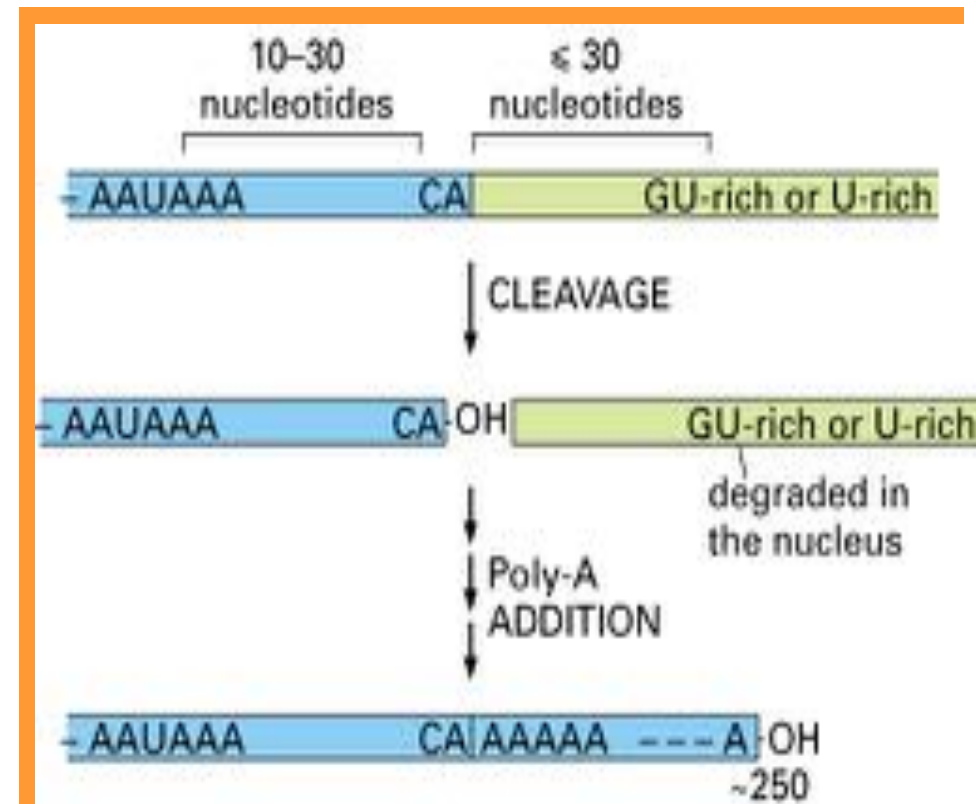 10–30 nucleotides
≤ 30 nucleotides
– AAUAAA CA GU-rich or U-rich
CLEAVAGE
– AAUAAA CA-OH GU-rich or U-rich
degraded in
the nucleus
Poly-A
ADDITION
– AAUAAA CA AAAAA – – – A OH
~250